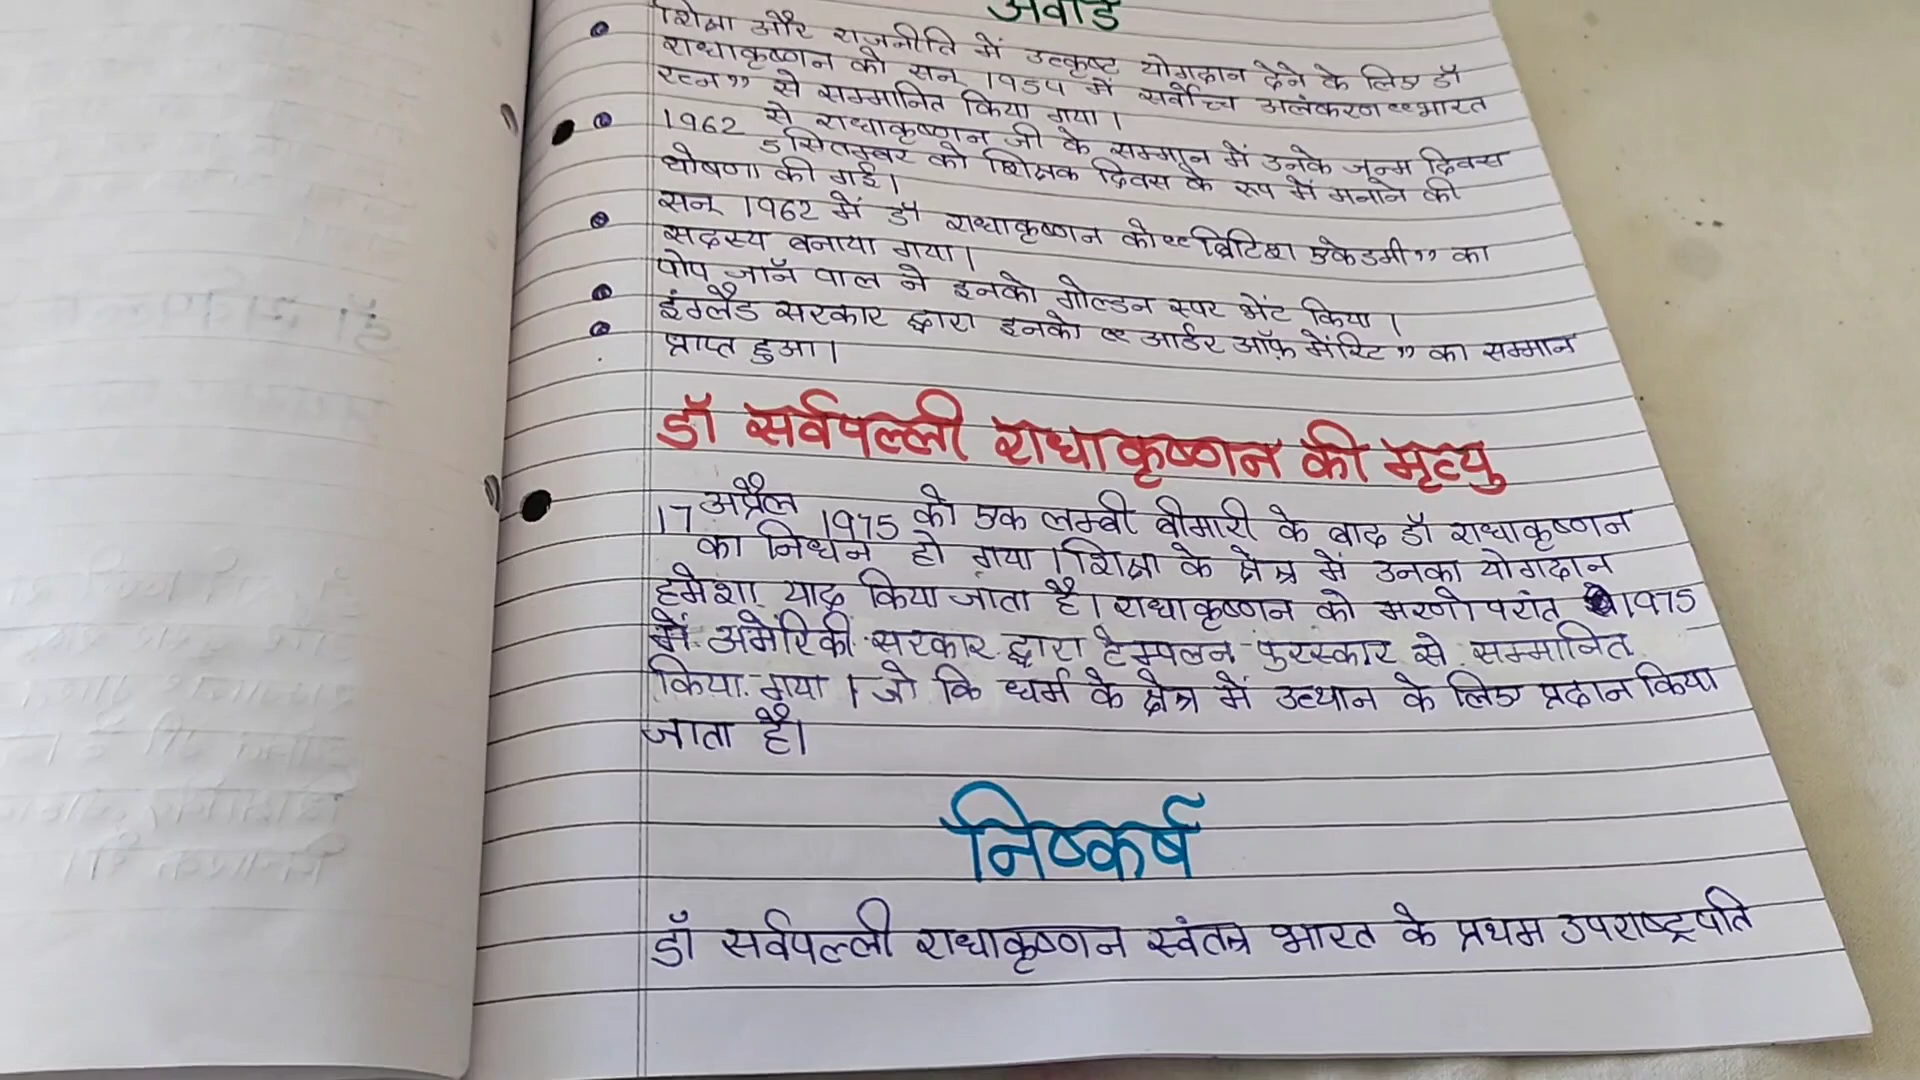 अवार्ड
शिक्षा और राजनीति में उत्कृष्ट योगदान देने के लिए डॉ
राधाकृष्णन को सन् 1954 में सर्वोच्च अलंकरण “भारत
रत्न” से सम्मानित किया गया।
1962 से राधाकृष्णन जी के सम्मान में उनके जन्म दिवस
5 सितम्बर को शिक्षक दिवस के रूप में मनाने की
घोषणा की गई।
सन् 1962 में डॉ राधाकृष्णन को “ब्रिटिश एकेडमी” का
सदस्य बनाया गया।
पोप जॉन पाल ने इनको गोल्डन स्पर भेंट किया।
इंग्लैंड सरकार द्वारा इनको “आर्डर ऑफ़ मेंरिट” का सम्मान
प्राप्त हुआ।
डॉ सर्वपल्ली राधाकृष्णन की मृत्यु
17 अप्रैल 1975 को एक लम्बी बीमारी के बाद डॉ राधाकृष्णन
का निधन हो गया। शिक्षा के क्षेत्र में उनका योगदान
हमेशा याद किया जाता है। राधाकृष्णन को मरणोपरांत 1975
में अमेरिकी सरकार द्वारा टेम्पलन पुरस्कार से सम्मानित
किया गया। जो कि धर्म के क्षेत्र में उत्थान के लिए प्रदान किया
जाता है।
निष्कर्ष
डॉ सर्वपल्ली राधाकृष्णन स्वंतत्र भारत के प्रथम उपराष्ट्रपति